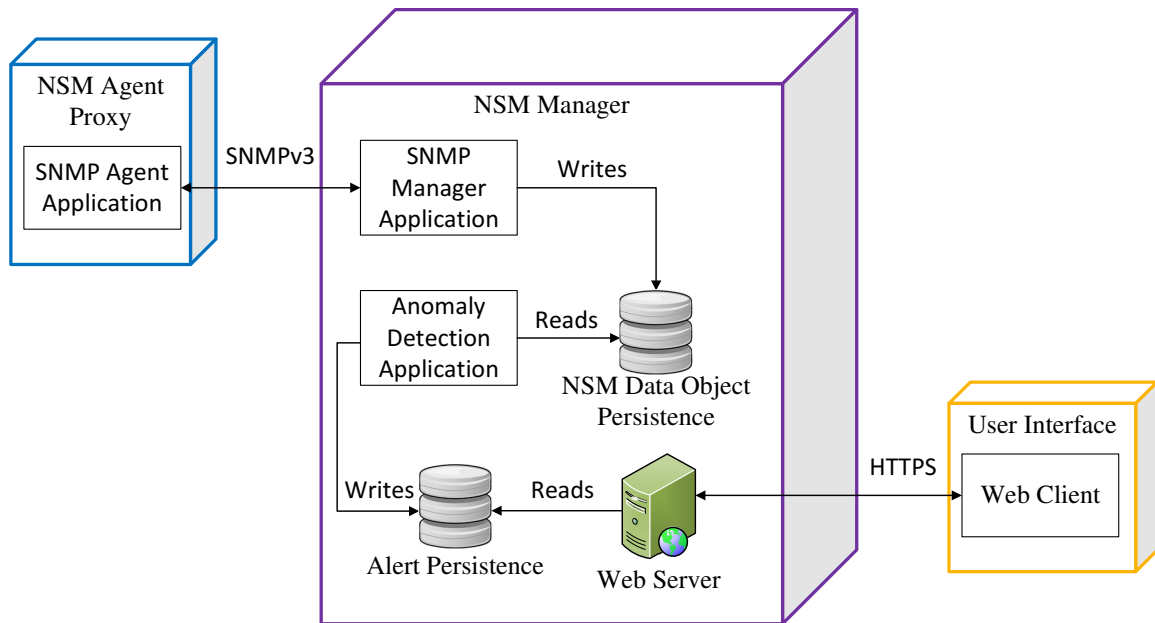 NSM Agent
Proxy
SNMP Agent
Application
SNMPv3
NSM Manager
SNMP
Manager
Application
Writes
Anomaly
Detection
Application
Reads
NSM Data Object
Persistence
Writes
Alert Persistence
Reads
Web Server
HTTPS
User Interface
Web Client